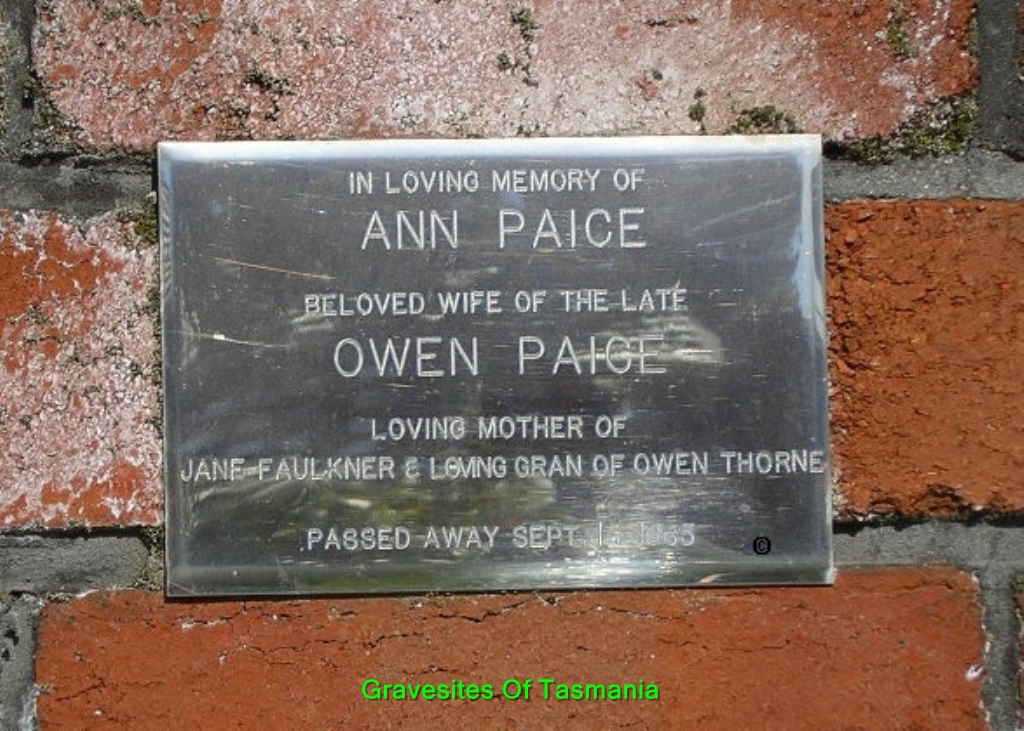 IN LOVING MEMORY OF
ANN PAICE
BELOVED WIFE OF THE LATE
OWEN PAICE
LOVING MOTHER OF
JANE FAULKNER & LOVING GRAN OF OWEN THORNE
PASSED AWAY SEPT. 1,
©
Gravesites Of Tasmania